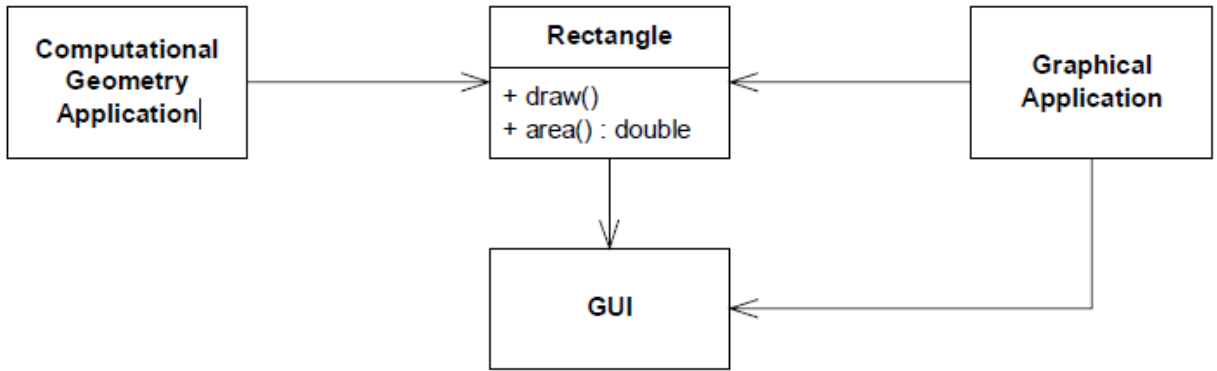 Computational
Geometry
Application
Rectangle
+ draw()
+ area() : double
Graphical
Application
GUI